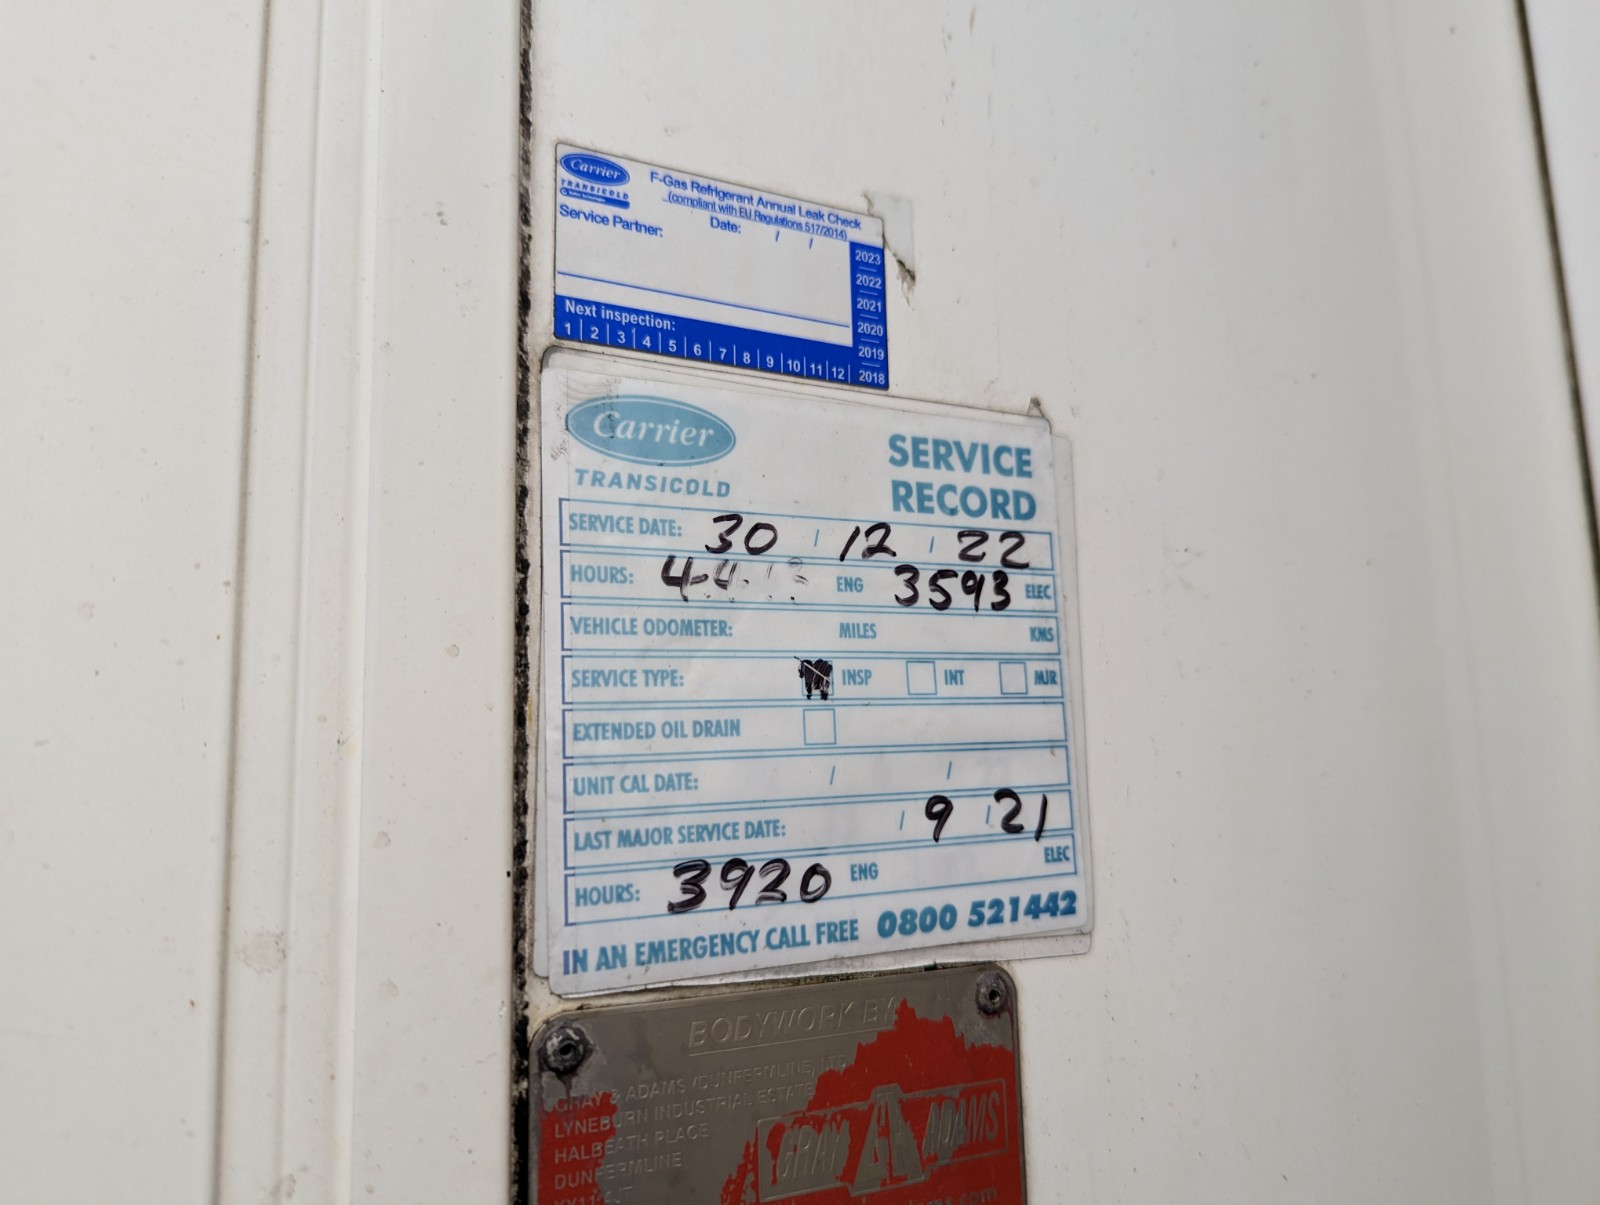 Carrier
TRANSICOLD
F-Gas Refrigerant Annual Leak Check
(compliant with EU Regulations 517/2014)
Service Partner:
Date: / /
2023
2022
2021
2020
2019
2018
Next inspection:
1 | 2 | 3 | 4 | 5 | 6 | 7 | 8 | 9 | 10 | 11 | 12
Carrier
TRANSICOLD
SERVICE
RECORD
SERVICE DATE: 30 / 12 / 22
HOURS: ENG 3593 ELEC
VEHICLE ODOMETER: MILES KMS
SERVICE TYPE: INSP INT MJR
EXTENDED OIL DRAIN
UNIT CAL DATE: / /
LAST MAJOR SERVICE DATE: / 9 / 21
HOURS: 3920 ENG ELEC
IN AN EMERGENCY CALL FREE 0800 521442
BODYWORK BY
GRAY & ADAMS (DUNFERMLINE) LTD
LYNEBURN INDUSTRIAL ESTATE
HALBEATH PLACE
DUNFERMLINE
GRAY & ADAMS